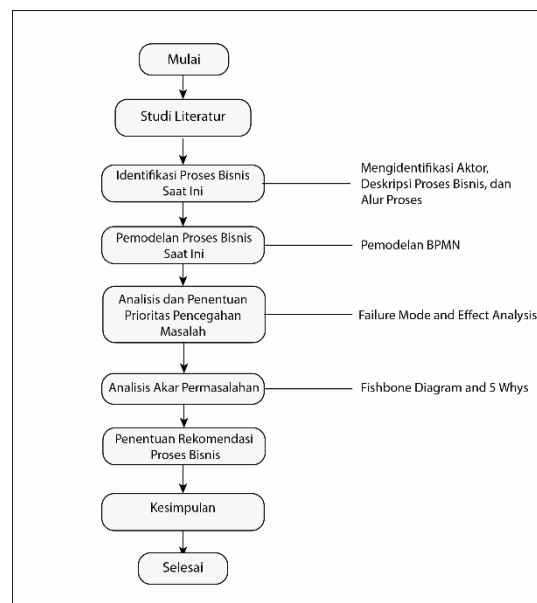 Mulai
Studi Literatur
Identifikasi Proses Bisnis
Saat Ini
Mengidentifikasi Aktor,
Deskripsi Proses Bisnis, dan
Alur Proses
Pemodelan Proses Bisnis
Saat Ini
Pemodelan BPMN
Analisis dan Penentuan
Prioritas Pencegahan
Masalah
Failure Mode and Effect Analysis
Analisis Akar Permasalahan
Fishbone Diagram and 5 Whys
Penentuan Rekomendasi
Proses Bisnis
Kesimpulan
Selesai